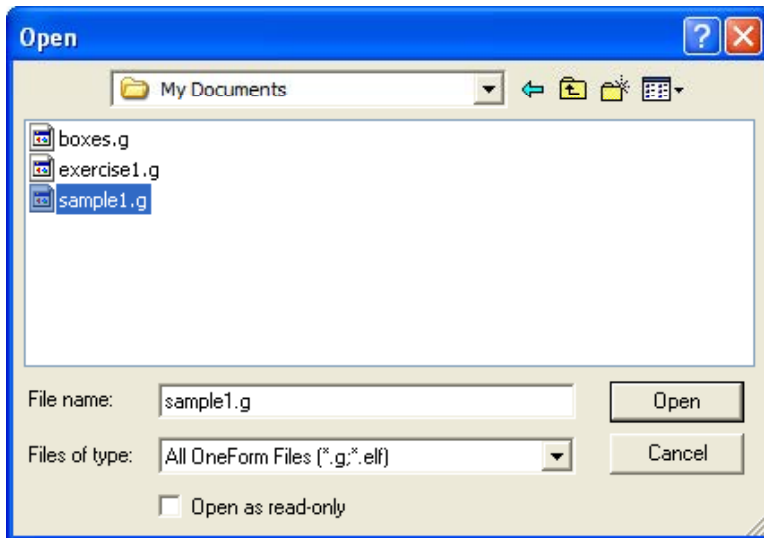 Open
My Documents
boxes.g
exercise1.g
sample1.g
File name: sample1.g Open
Files of type: All OneForm Files (*.g;*.elf) Cancel
Open as read-only